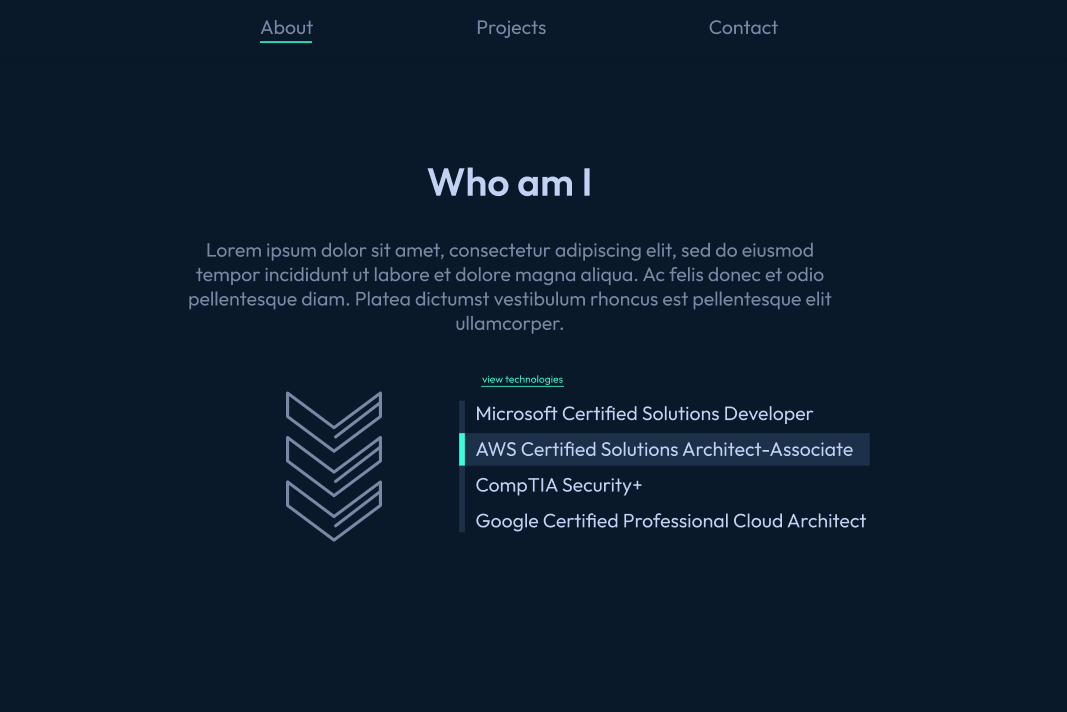 About
Projects
Contact
Who am I
Lorem ipsum dolor sit amet, consectetur adipiscing elit, sed do eiusmod
tempor incididunt ut labore et dolore magna aliqua. Ac felis donec et odio
pellentesque diam. Platea dictumst vestibulum rhoncus est pellentesque elit
ullamcorper.
view technologies
Microsoft Certified Solutions Developer
AWS Certified Solutions Architect-Associate
CompTIA Security+
Google Certified Professional Cloud Architect